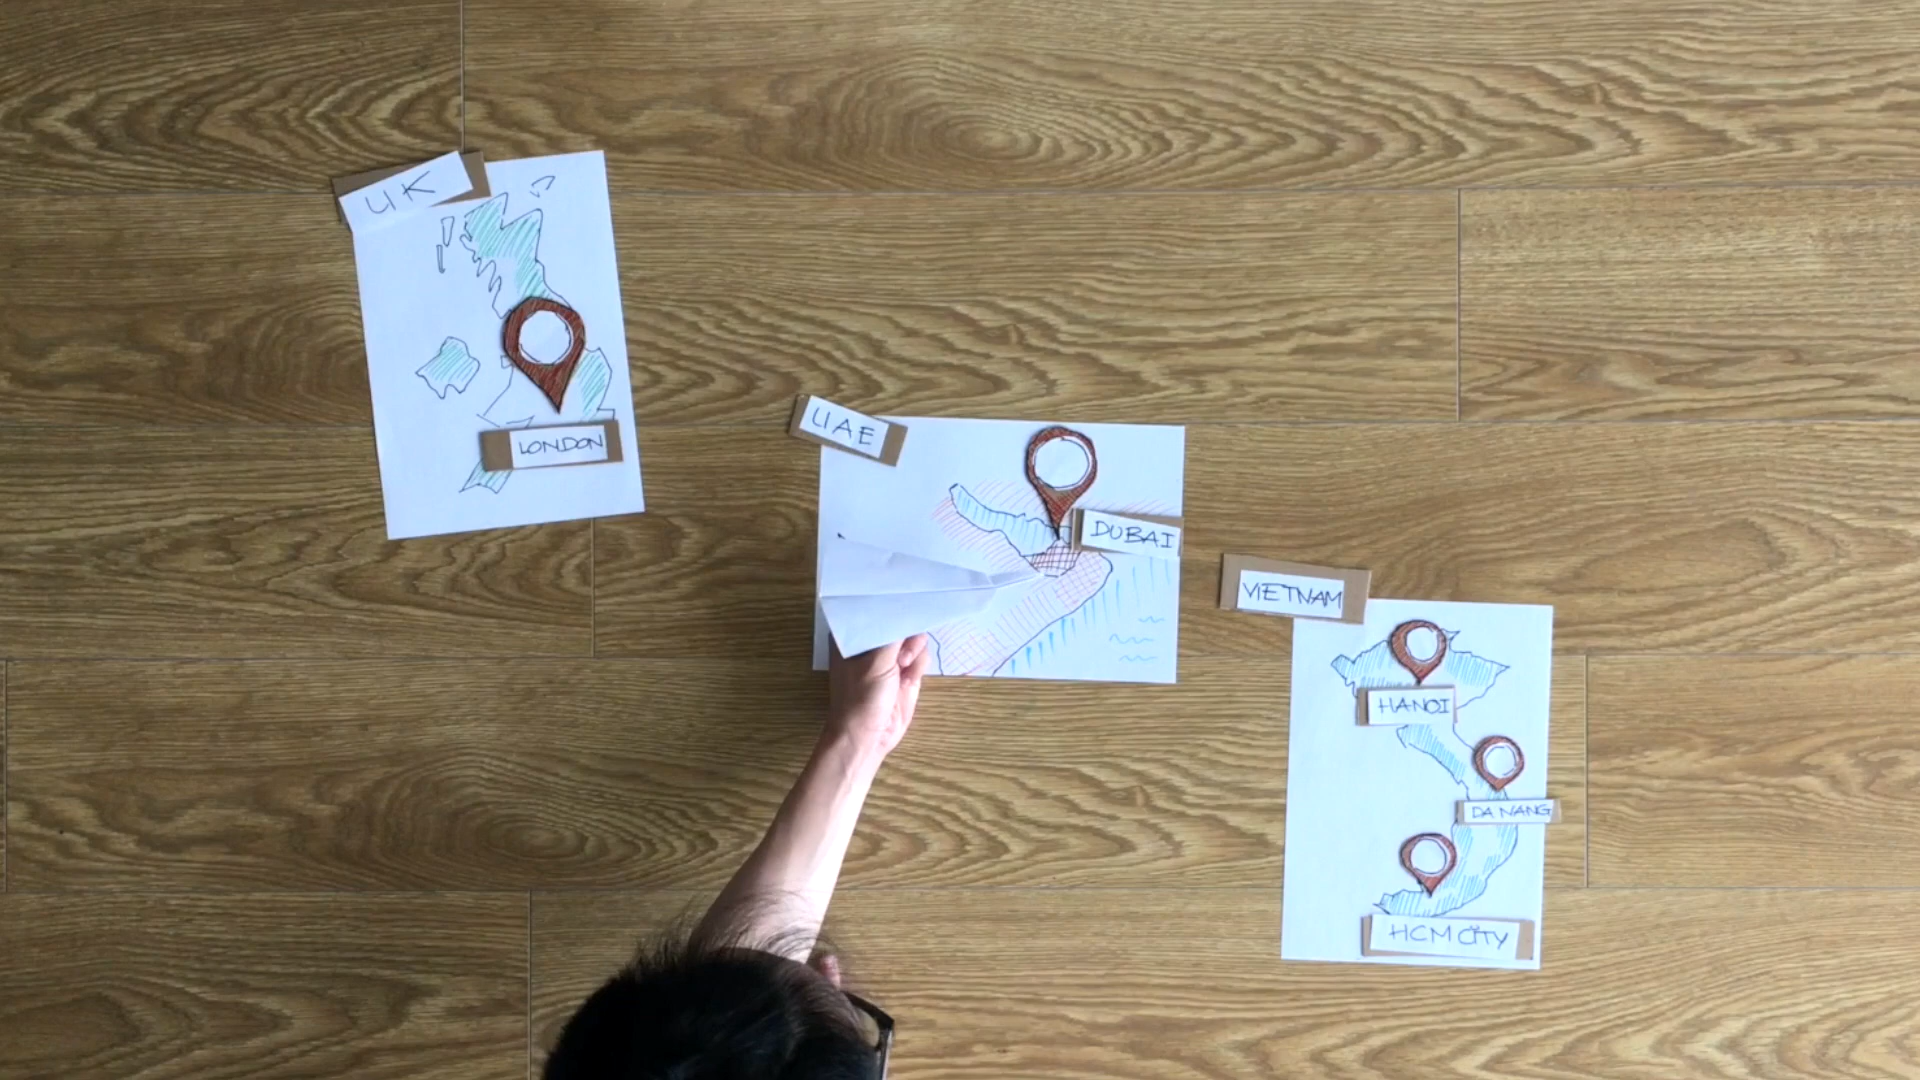 UK
LONDON
UAE
DUBAI
VIETNAM
HANOI
DA NANG
HCM CITY